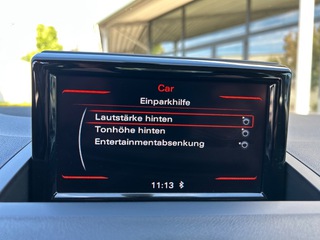 Car
Einparkhilfe
Lautstärke hinten
Tonhöhe hinten
Entertainmentabsenkung
11:13